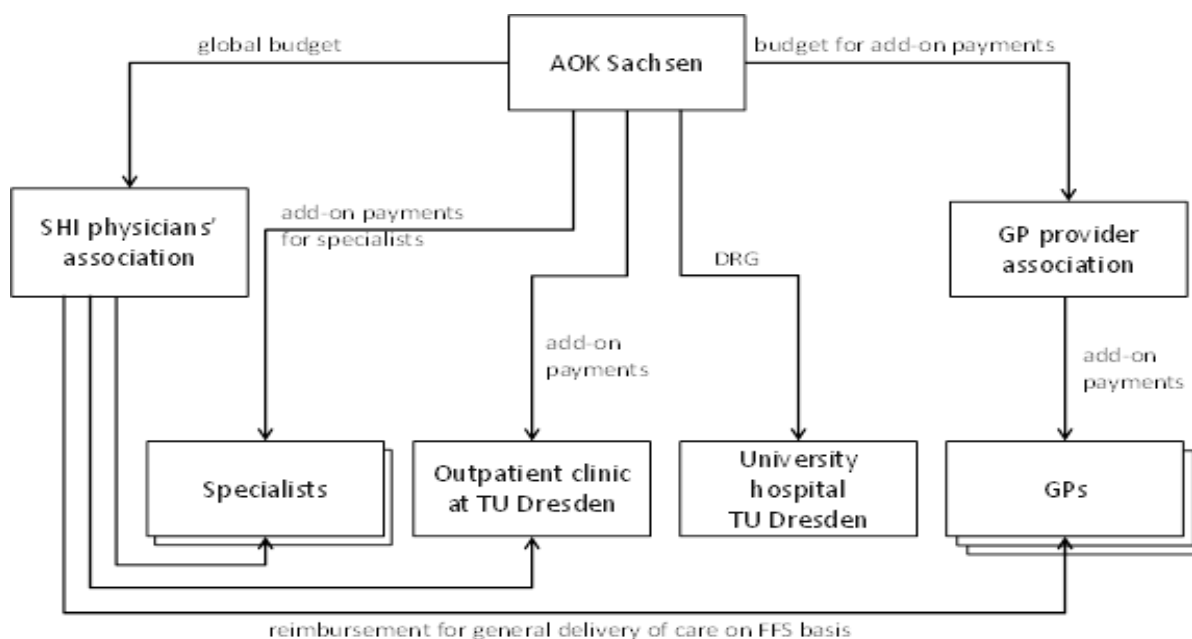 global budget
AOK Sachsen
budget for add-on payments
SHI physicians'
association
add-on payments
for specialists
DRG
GP provider
association
add-on
payments
add-on
payments
Specialists
Outpatient clinic
at TU Dresden
University
hospital
TU Dresden
GPs
reimbursement for general delivery of care on FFS basis